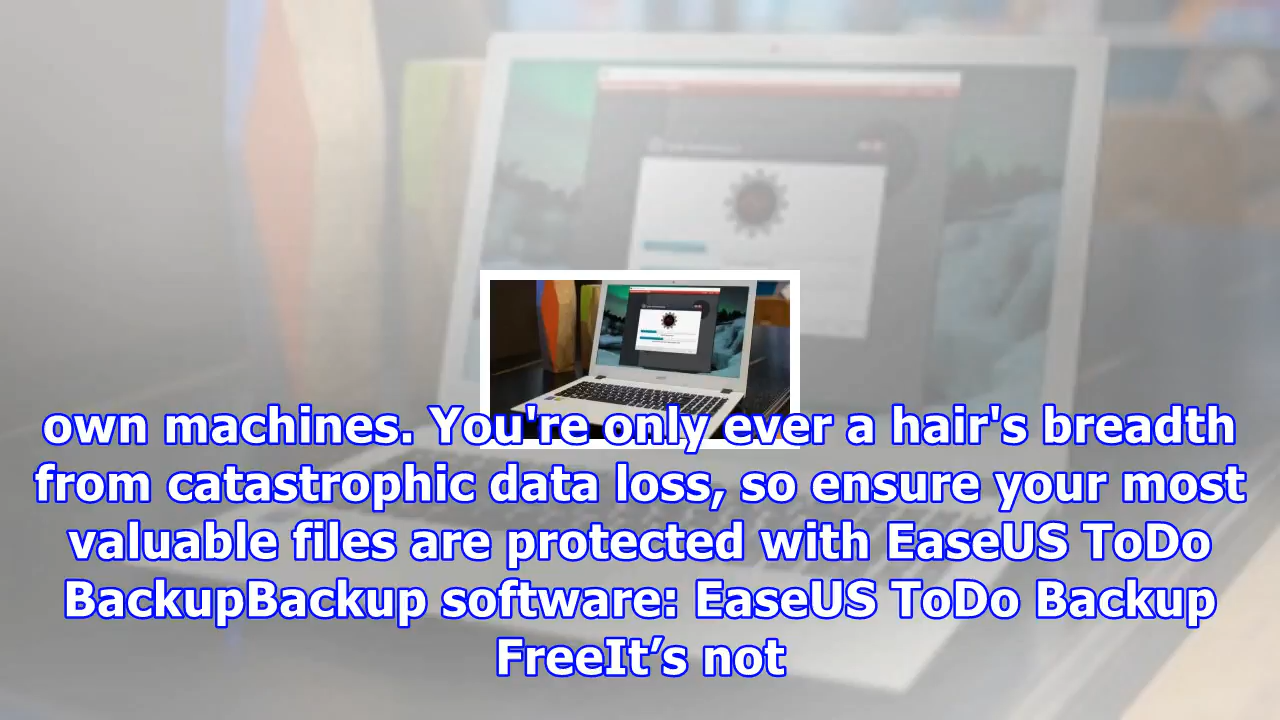 own machines. You're only ever a hair's breadth
from catastrophic data loss, so ensure your most
valuable files are protected with EaseUS ToDo
BackupBackup software: EaseUS ToDo Backup
FreeIt’s not